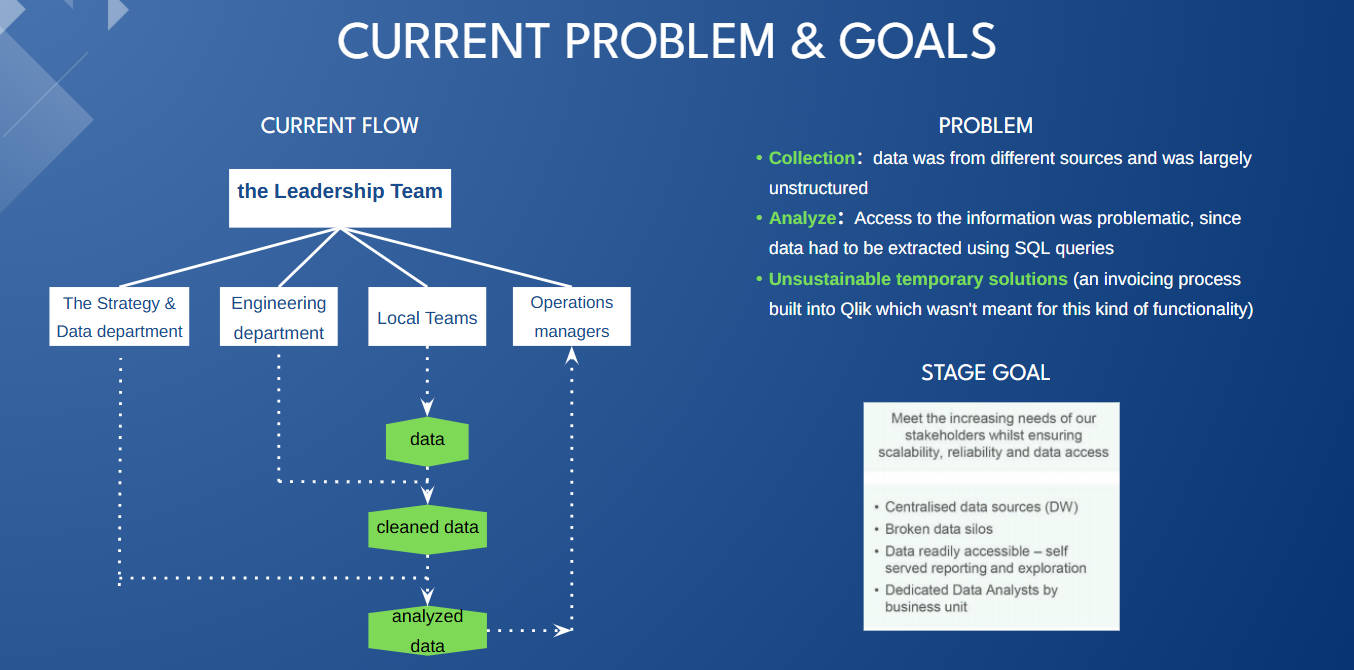 CURRENT PROBLEM & GOALS
CURRENT FLOW
the Leadership Team
The Strategy &
Data department
Engineering
department
Local Teams
Operations
managers
data
cleaned data
analyzed
data
PROBLEM
• Collection： data was from different sources and was largely
unstructured
• Analyze： Access to the information was problematic, since
data had to be extracted using SQL queries
• Unsustainable temporary solutions (an invoicing process
built into Qlik which wasn't meant for this kind of functionality)
STAGE GOAL
Meet the increasing needs of our
stakeholders whilst ensuring
scalability, reliability and data access
• Centralised data sources (DW)
• Broken data silos
• Data readily accessible – self
served reporting and exploration
• Dedicated Data Analysts by
business unit